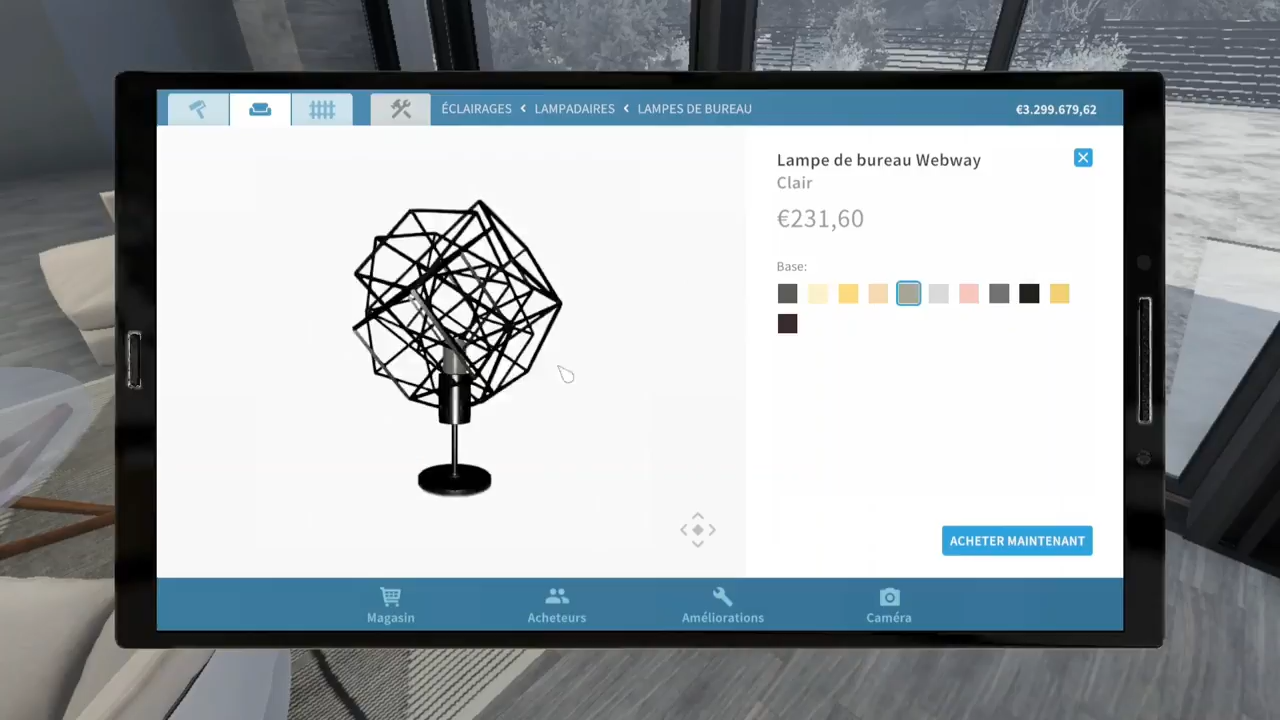 ÉCLAIRAGES < LAMPADAIRES < LAMPES DE BUREAU
€3.299.679,62
Lampe de bureau Webway
Clair
€231,60
Base:
ACHETER MAINTENANT
Magasin
Acheteurs
Améliorations
Caméra